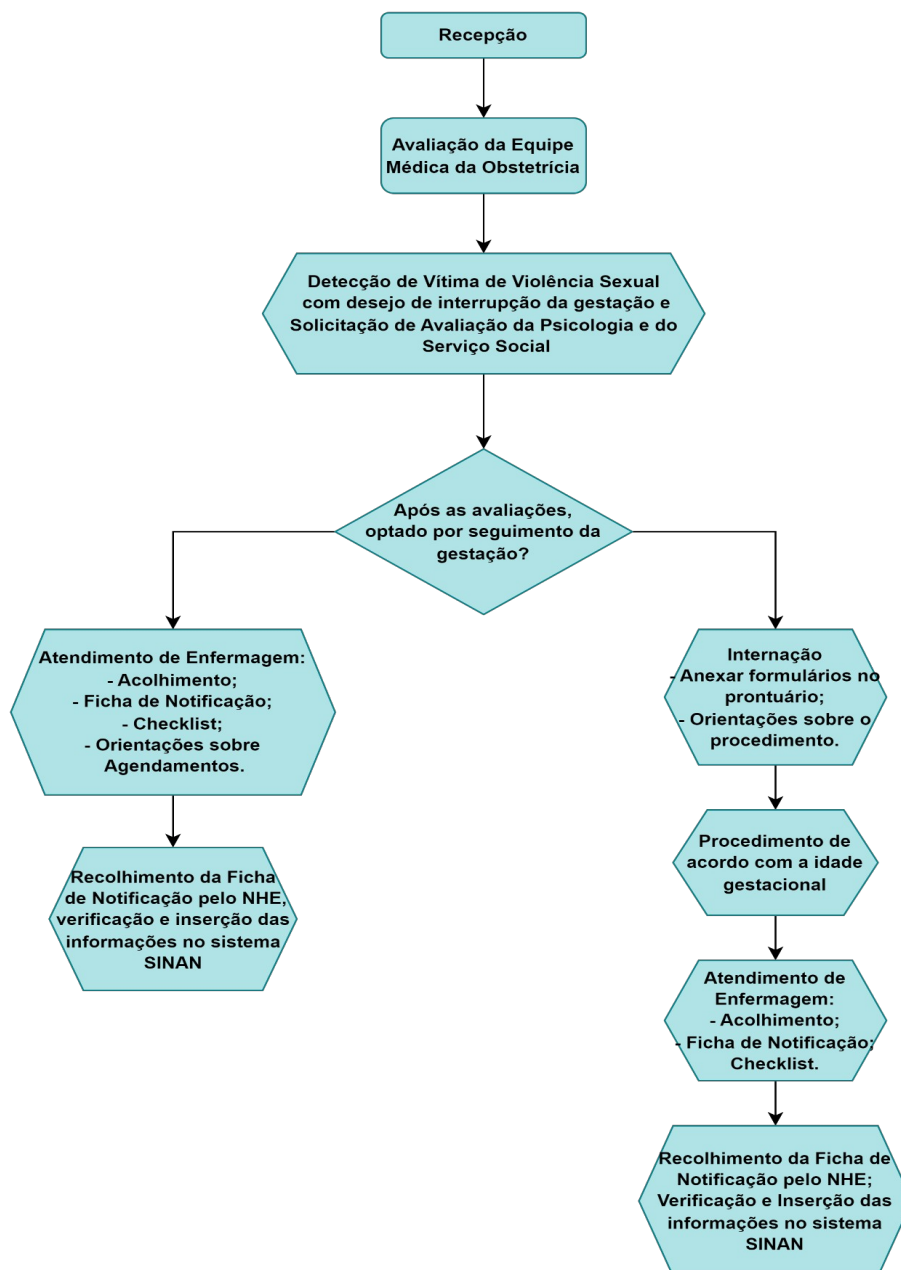 Recepção
Avaliação da Equipe
Médica da Obstetrícia
Detecção de Vítima de Violência Sexual
com desejo de interrupção da gestação e
Solicitação de Avaliação da Psicologia e do
Serviço Social
Após as avaliações,
optado por seguimento da
gestação?
Atendimento de Enfermagem:
- Acolhimento;
- Ficha de Notificação;
- Checklist;
- Orientações sobre
Agendamentos.
Recolhimento da Ficha
de Notificação pelo NHE,
verificação e inserção das
informações no sistema
SINAN
Internação
- Anexar formulários no
prontuário;
- Orientações sobre o
procedimento.
Procedimento de
acordo com a idade
gestacional
Atendimento de
Enfermagem:
- Acolhimento;
- Ficha de Notificação;
Checklist.
Recolhimento da Ficha de
Notificação pelo NHE;
Verificação e Inserção das
informações no sistema
SINAN